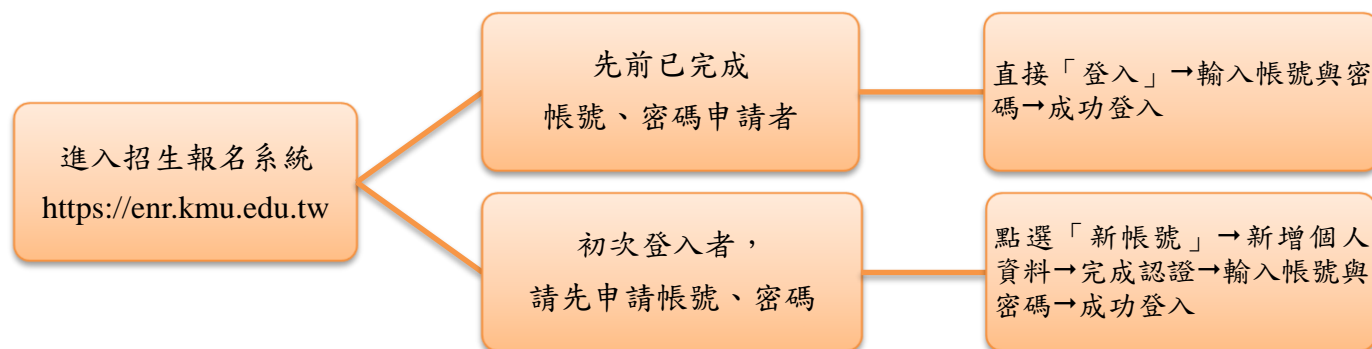 進入招生報名系統
https://enr.kmu.edu.tw
先前已完成
帳號、密碼申請者
直接「登入」→輸入帳號與密
碼→成功登入
初次登入者，
請先申請帳號、密碼
點選「新帳號」→新增個人
資料→完成認證→輸入帳號與
密碼→成功登入